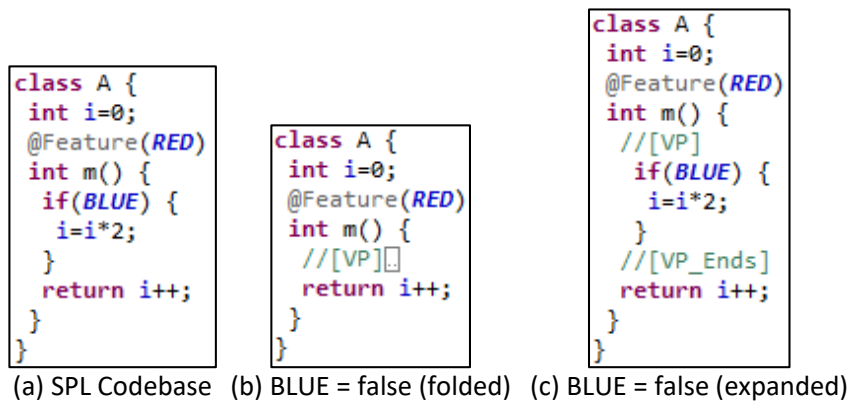 class A {
int i=0;
@Feature(RED)
int m() {
if(BLUE) {
i=i*2;
}
return i++;
}
}
(a) SPL Codebase
class A {
int i=0;
@Feature(RED)
int m() {
//[VP]..
return i++;
}
}
(b) BLUE = false (folded)
class A {
int i=0;
@Feature(RED)
int m() {
//[VP]
if(BLUE) {
i=i*2;
}
//[VP_Ends]
return i++;
}
}
(c) BLUE = false (expanded)